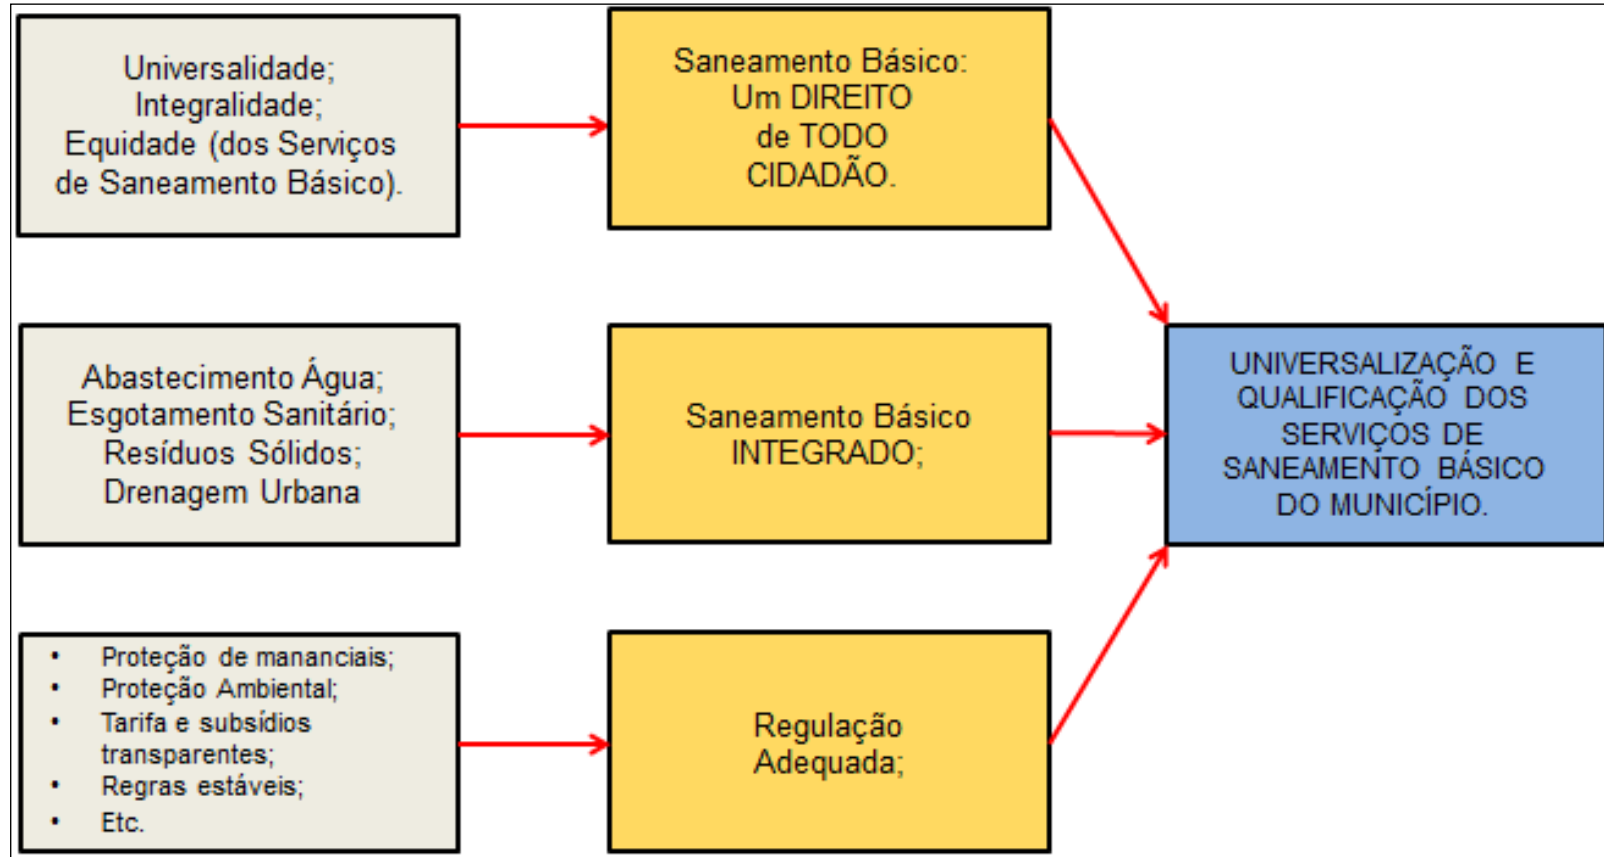 Universalidade;
Integralidade;
Equidade (dos Serviços
de Saneamento Básico).
Saneamento Básico:
Um DIREITO
de TODO
CIDADÃO.
Abastecimento Água;
Esgotamento Sanitário;
Resíduos Sólidos;
Drenagem Urbana
Saneamento Básico
INTEGRADO;
UNIVERSALIZAÇÃO E
QUALIFICAÇÃO DOS
SERVIÇOS DE
SANEAMENTO BÁSICO
DO MUNICÍPIO.
• Proteção de mananciais;
• Proteção Ambiental;
• Tarifa e subsídios
transparentes;
• Regras estáveis;
• Etc.
Regulação
Adequada;